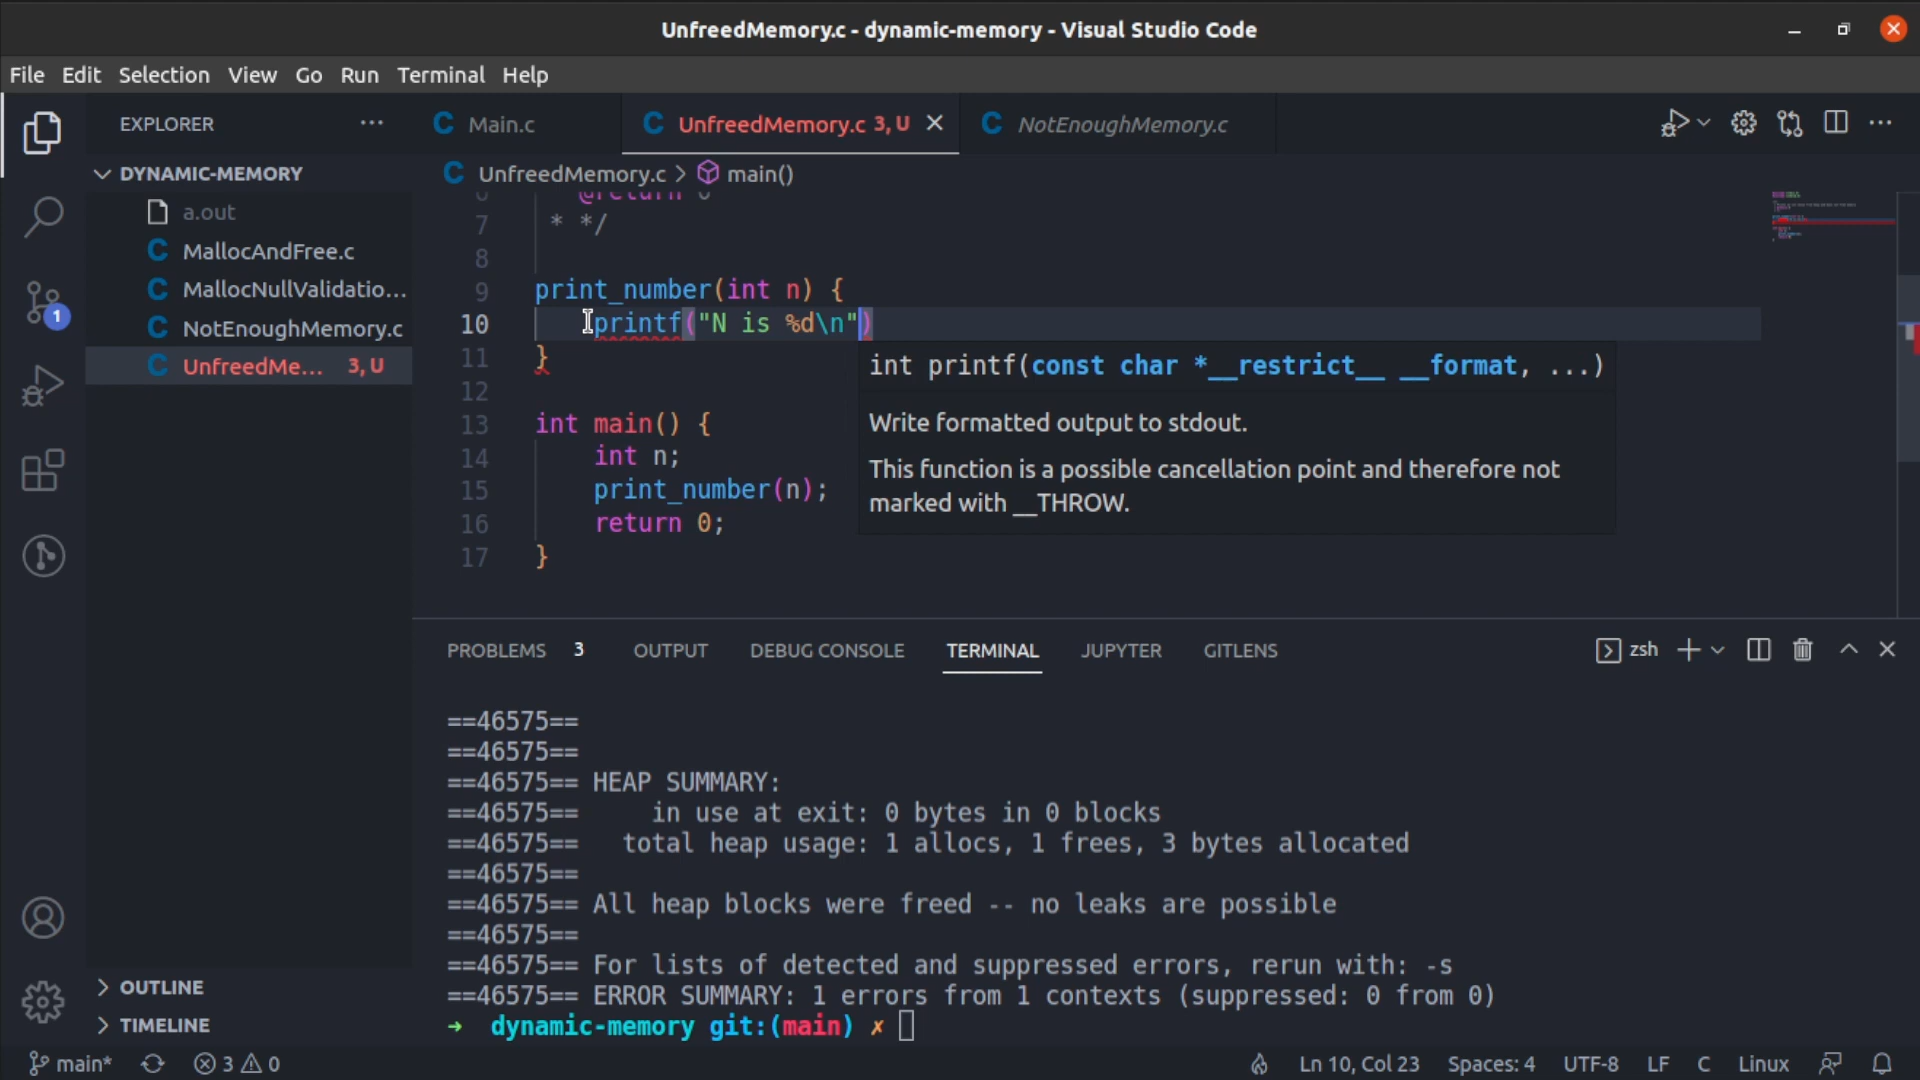 UnfreedMemory.c - dynamic-memory - Visual Studio Code
File Edit Selection View Go Run Terminal Help
EXPLORER
Main.c
UnfreedMemory.c 3, U
NotEnoughMemory.c
DYNAMIC-MEMORY
UnfreedMemory.c > main()
a.out
MallocAndFree.c
MallocNullValidatio...
NotEnoughMemory.c
UnfreedMe... 3, U
6 @return 0
7 * */
8
9 print_number(int n) {
10 printf("N is %d\n")
11 }
12
13 int main() {
14 int n;
15 print_number(n);
16 return 0;
17 }
int printf(const char *__restrict__ __format, ...)
Write formatted output to stdout.
This function is a possible cancellation point and therefore not
marked with __THROW.
1
PROBLEMS 3 OUTPUT DEBUG CONSOLE TERMINAL JUPYTER GITLENS
zsh
==46575==
==46575==
==46575== HEAP SUMMARY:
==46575== in use at exit: 0 bytes in 0 blocks
==46575== total heap usage: 1 allocs, 1 frees, 3 bytes allocated
==46575==
==46575== All heap blocks were freed -- no leaks are possible
==46575==
==46575== For lists of detected and suppressed errors, rerun with: -s
==46575== ERROR SUMMARY: 1 errors from 1 contexts (suppressed: 0 from 0)
➜ dynamic-memory git:(main) ✗
OUTLINE
TIMELINE
main* 3 0 Ln 10, Col 23 Spaces: 4 UTF-8 LF C Linux